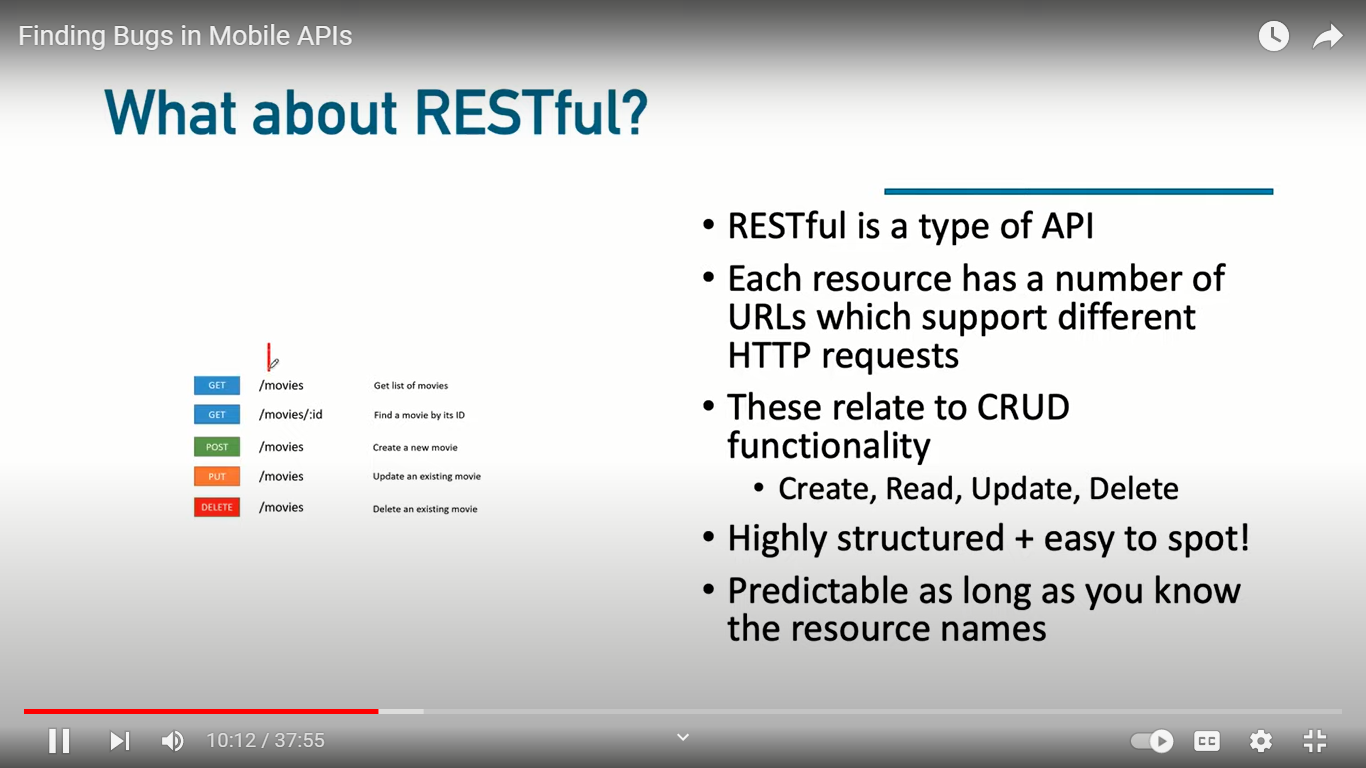 Finding Bugs in Mobile APIs
What about RESTful?
GET /movies Get list of movies
GET /movies/:id Find a movie by its ID
POST /movies Create a new movie
PUT /movies Update an existing movie
DELETE /movies Delete an existing movie
• RESTful is a type of API
• Each resource has a number of
URLs which support different
HTTP requests
• These relate to CRUD
functionality
• Create, Read, Update, Delete
• Highly structured + easy to spot!
• Predictable as long as you know
the resource names
10:12 / 37:55
CC